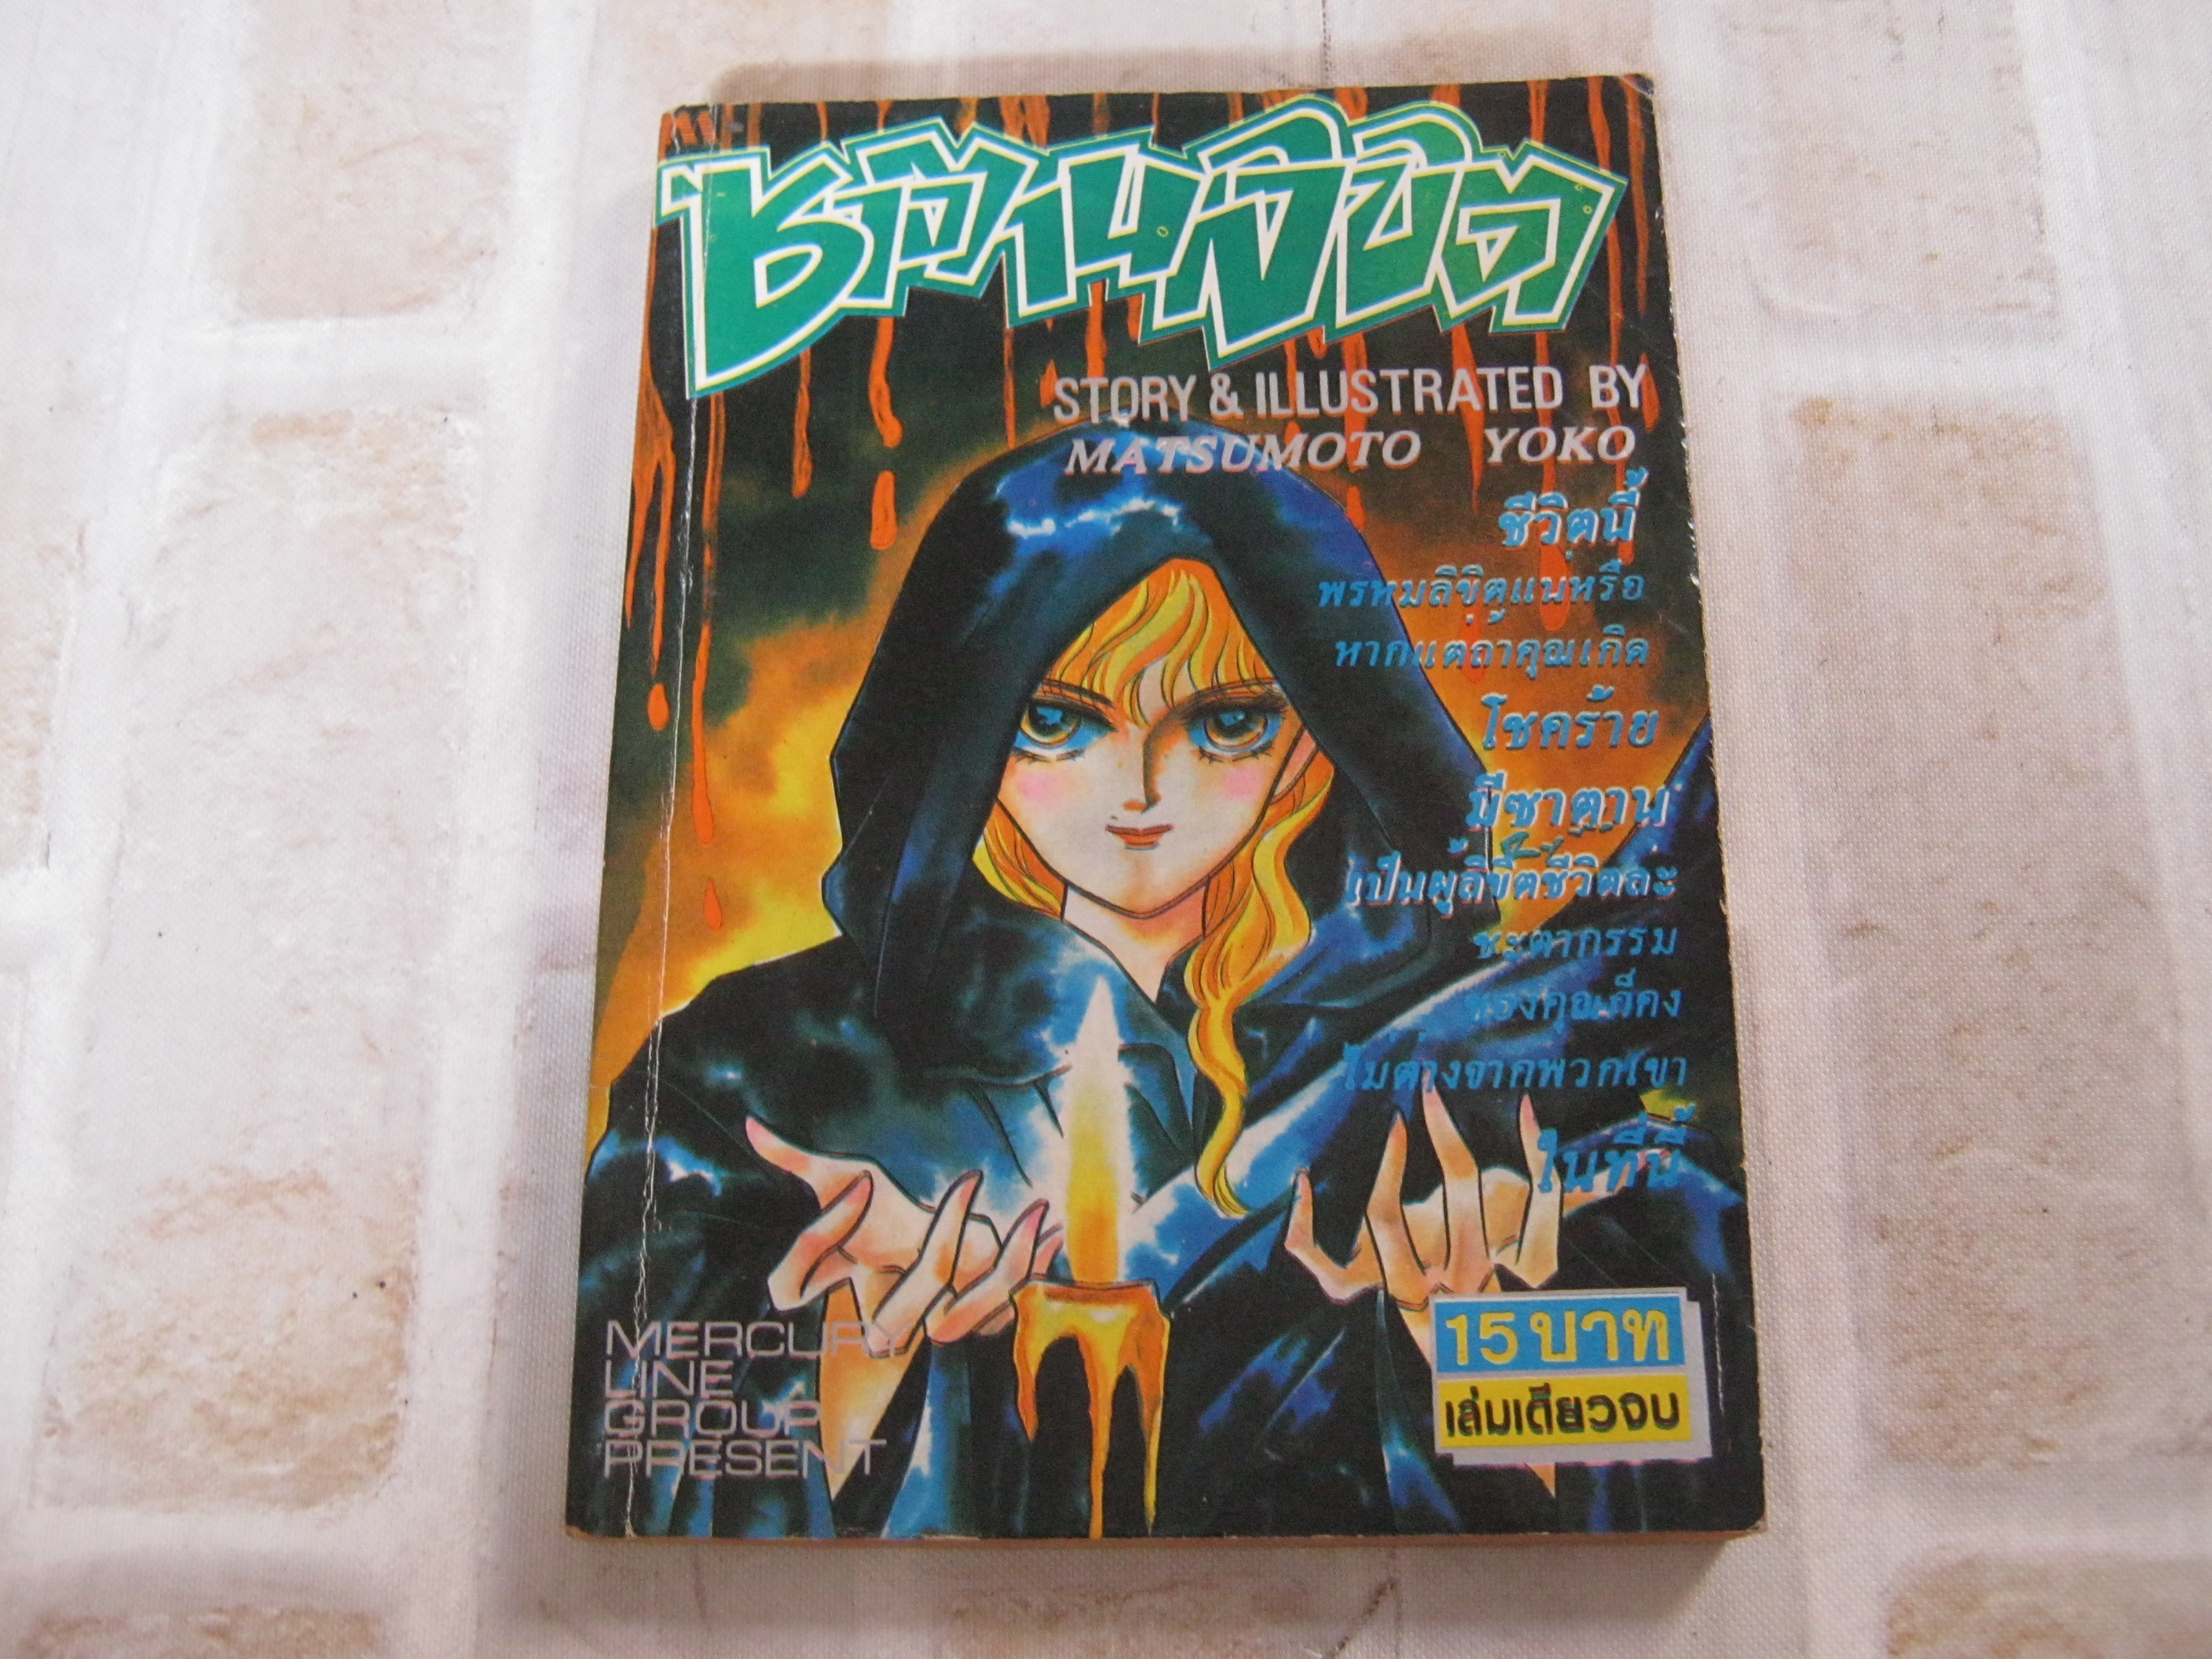 ซาตานลิขิต
STORY & ILLUSTRATED BY
MATSUMOTO YOKO
ชีวิตนี้
พรหมลิขิตแน่หรือ
หากแต่ถ้าคุณเกิด
โชคร้าย
มีซาตาน
เป็นผู้ลิขิตชีวิตละ
ชะตากรรม
ของคุณก็คง
ไม่ต่างจากพวกเขา
ในที่นี้
15 บาท
เล่มเดียวจบ
MERCURY
LINE
GROUP
PRESENT